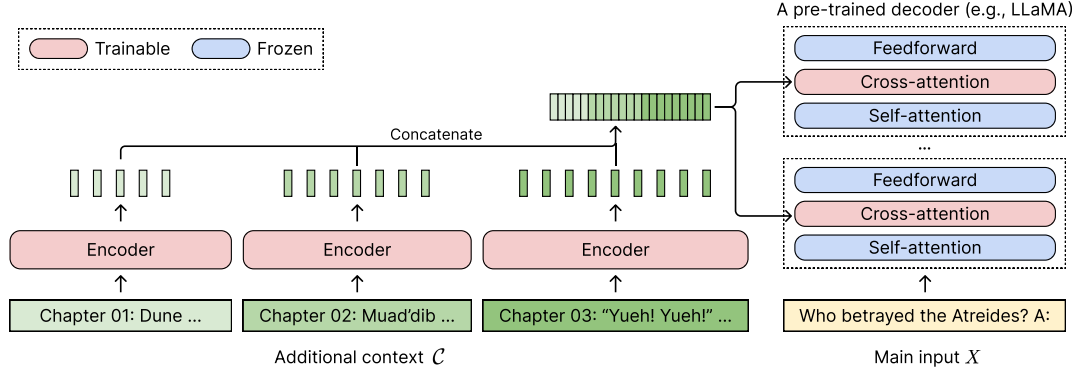 A pre-trained decoder (e.g., LLaMA)
Trainable
Frozen
Feedforward
Cross-attention
Self-attention
...
Concatenate
Feedforward
Cross-attention
Self-attention
Encoder
Encoder
Encoder
Chapter 01: Dune ...
Chapter 02: Muad’dib ...
Chapter 03: “Yueh! Yueh!” ...
Who betrayed the Atreides? A:
Additional context 𝒞
Main input X